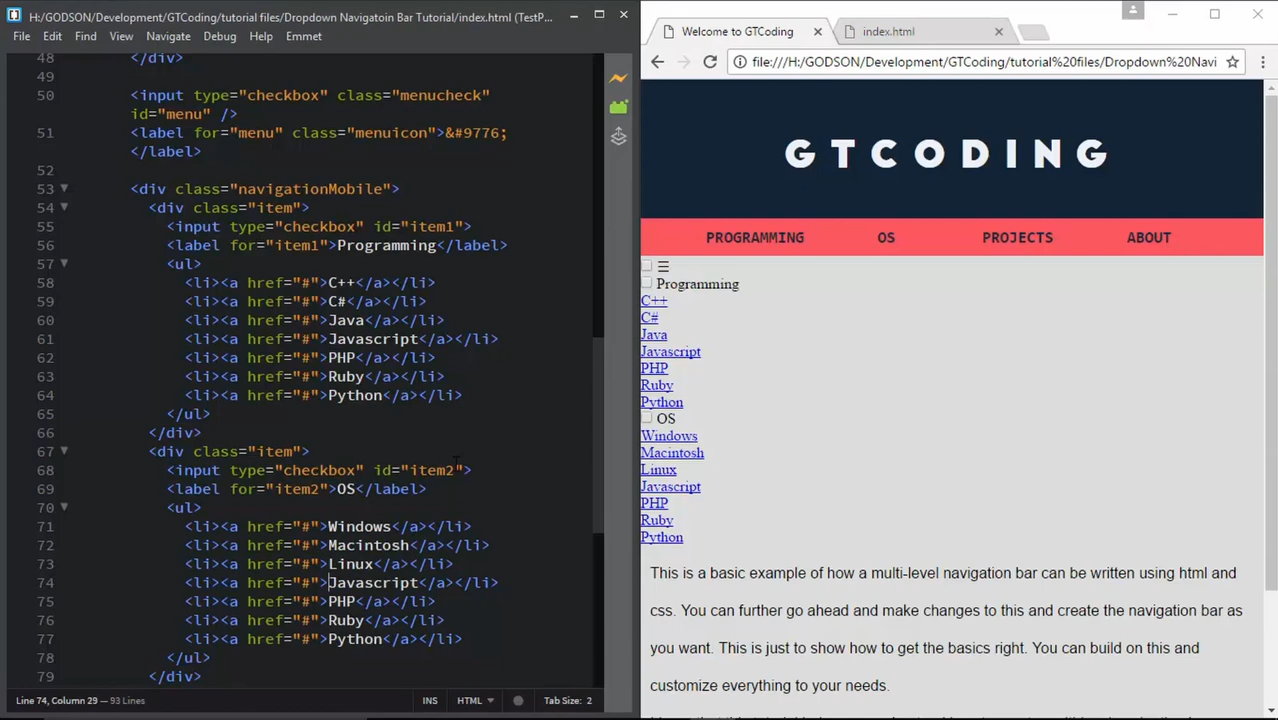 H:/GODSON/Development/GTCoding/tutorial files/Dropdown Navigatoin Bar Tutorial/index.html (TestP...
File Edit Find View Navigate Debug Help Emmet
48 </div>
49
50 <input type="checkbox" class="menucheck"
id="menu" />
51 <label for="menu" class="menuicon">&#9776;
</label>
52
53 <div class="navigationMobile">
54 <div class="item">
55 <input type="checkbox" id="item1">
56 <label for="item1">Programming</label>
57 <ul>
58 <li><a href="#">C++</a></li>
59 <li><a href="#">C#</a></li>
60 <li><a href="#">Java</a></li>
61 <li><a href="#">Javascript</a></li>
62 <li><a href="#">PHP</a></li>
63 <li><a href="#">Ruby</a></li>
64 <li><a href="#">Python</a></li>
65 </ul>
66 </div>
67 <div class="item">
68 <input type="checkbox" id="item2">
69 <label for="item2">OS</label>
70 <ul>
71 <li><a href="#">Windows</a></li>
72 <li><a href="#">Macintosh</a></li>
73 <li><a href="#">Linux</a></li>
74 <li><a href="#">Javascript</a></li>
75 <li><a href="#">PHP</a></li>
76 <li><a href="#">Ruby</a></li>
77 <li><a href="#">Python</a></li>
78 </ul>
79 </div>
Line 74, Column 29 — 93 Lines
INS HTML Tab Size: 2
Welcome to GTCoding
index.html
file:///H:/GODSON/Development/GTCoding/tutorial%20files/Dropdown%20Navi
GTCODING
PROGRAMMING OS PROJECTS ABOUT
☰
Programming
C++
C#
Java
Javascript
PHP
Ruby
Python
OS
Windows
Macintosh
Linux
Javascript
PHP
Ruby
Python
This is a basic example of how a multi-level navigation bar can be written using html and
css. You can further go ahead and make changes to this and create the navigation bar as
you want. This is just to show how to get the basics right. You can build on this and
customize everything to your needs.